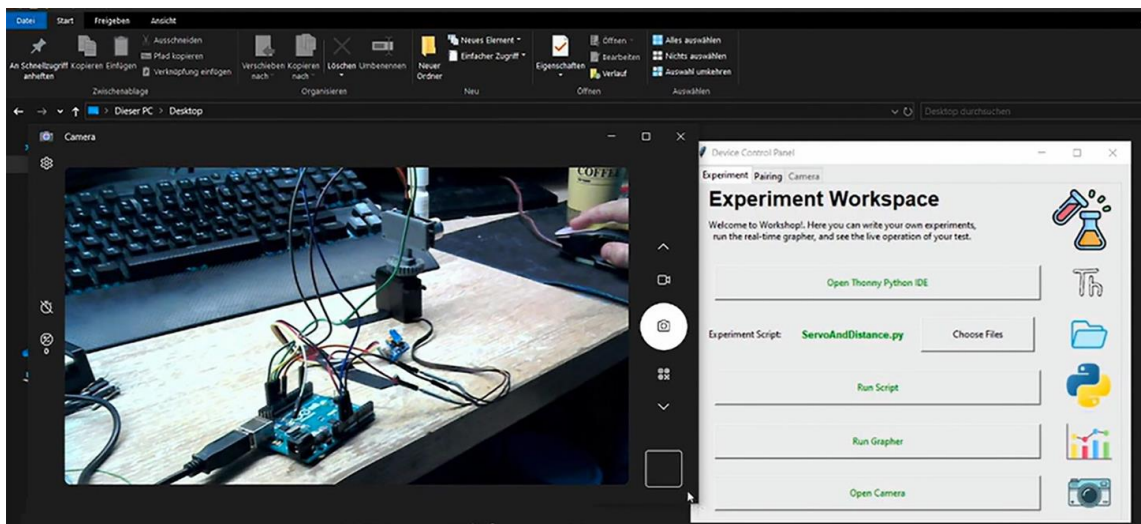 Datei Start Freigeben Ansicht
An Schnellzugriff anheften
Kopieren Einfügen
Ausschneiden
Pfad kopieren
Verknüpfung einfügen
Zwischenablage
Verschieben nach
Kopieren nach
Löschen Umbenennen
Organisieren
Neuer Ordner
Neues Element
Einfacher Zugriff
Neu
Eigenschaften
Öffnen
Bearbeiten
Verlauf
Öffnen
Alles auswählen
Nichts auswählen
Auswahl umkehren
Auswählen
Dieser PC > Desktop
Desktop durchsuchen
Camera
0
COFFEE
Device Control Panel
Experiment Pairing Camera
Experiment Workspace
Welcome to Workshop!. Here you can write your own experiments,
run the real-time grapher, and see the live operation of your test.
Open Thonny Python IDE
Th
Experiment Script: ServoAndDistance.py Choose Files
Run Script
Run Grapher
Open Camera